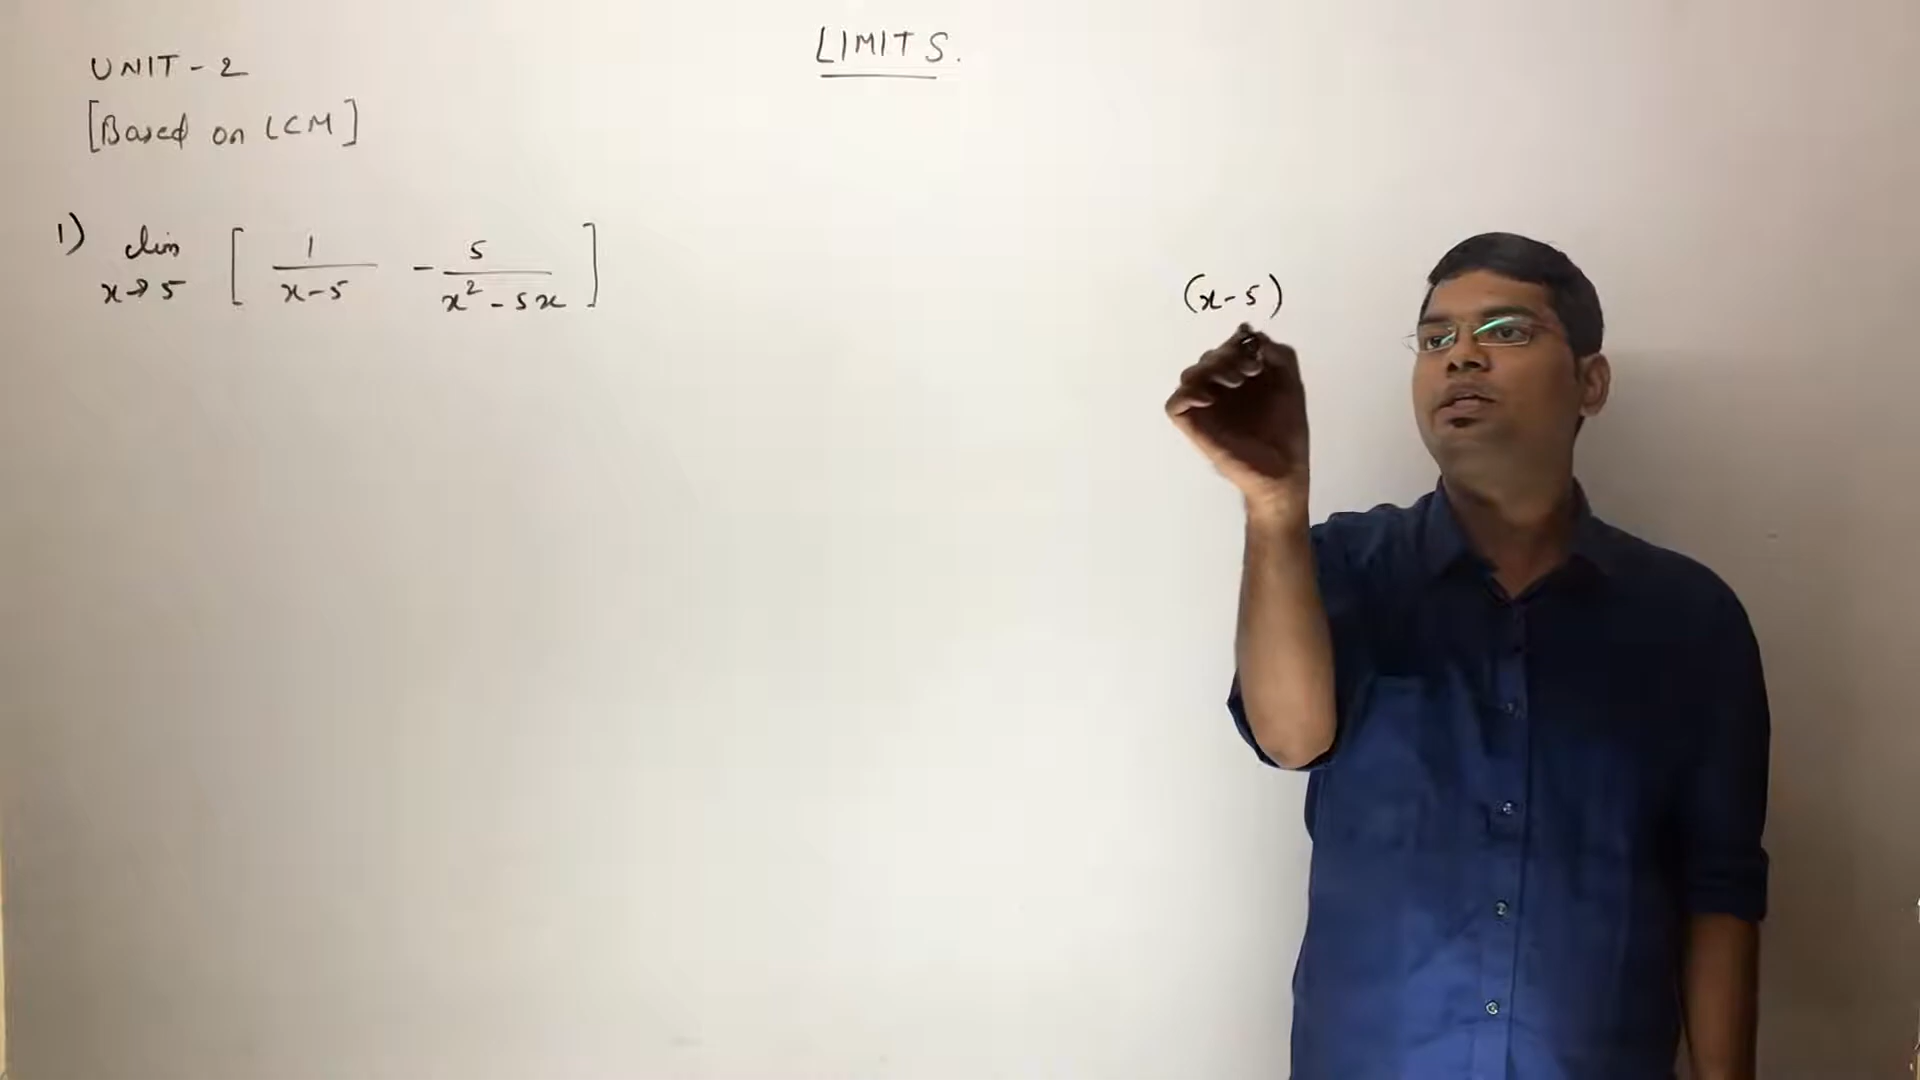 LIMITS.
UNIT - 2
[Based on LCM]
1) lim x→5 [ 1/(x-5) - 5/(x² - 5x) ]
(x-5)